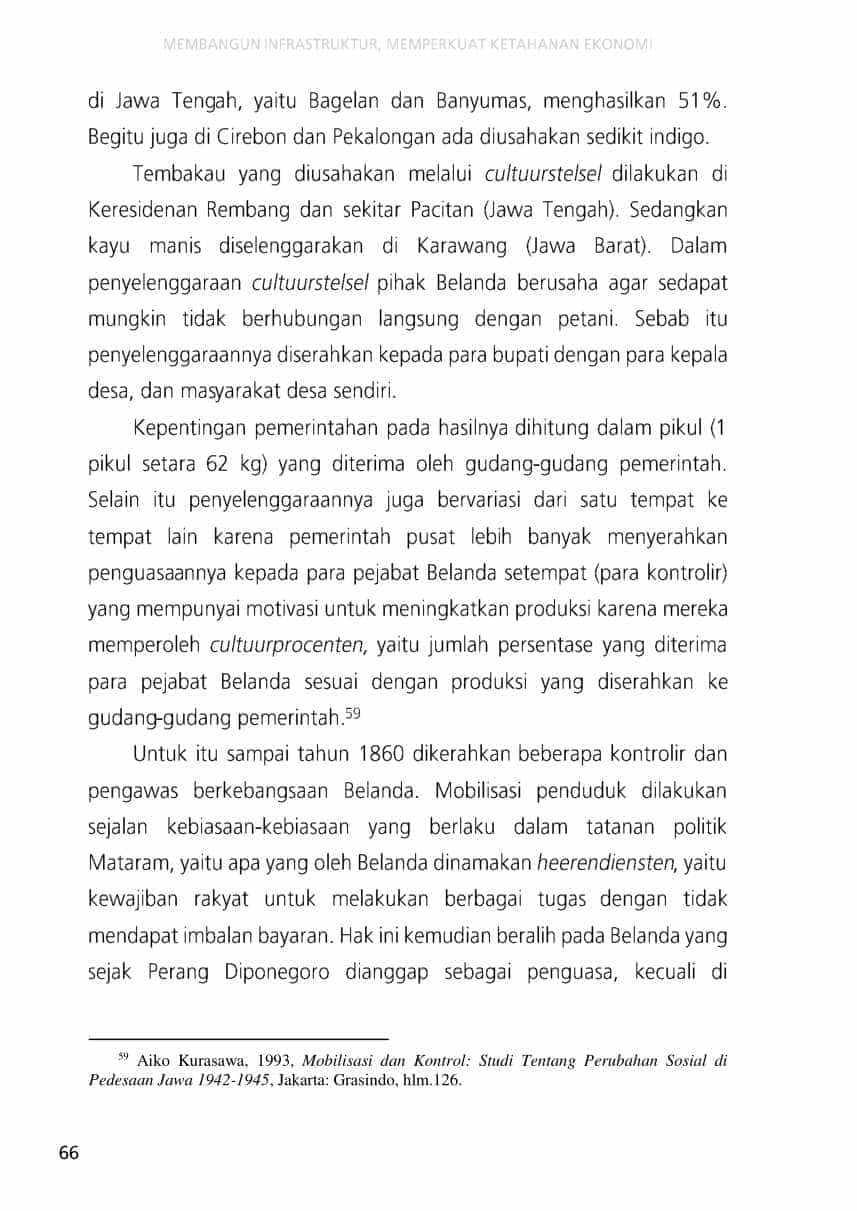 MEMBANGUN INFRASTRUKTUR, MEMPERKUAT KETAHANAN EKONOMI
di Jawa Tengah, yaitu Bagelan dan Banyumas, menghasilkan 51%.
Begitu juga di Cirebon dan Pekalongan ada diusahakan sedikit indigo.
Tembakau yang diusahakan melalui cultuurstelsel dilakukan di
Keresidenan Rembang dan sekitar Pacitan (Jawa Tengah). Sedangkan
kayu manis diselenggarakan di Karawang (Jawa Barat). Dalam
penyelenggaraan cultuurstelsel pihak Belanda berusaha agar sedapat
mungkin tidak berhubungan langsung dengan petani. Sebab itu
penyelenggaraannya diserahkan kepada para bupati dengan para kepala
desa, dan masyarakat desa sendiri.
Kepentingan pemerintahan pada hasilnya dihitung dalam pikul (1
pikul setara 62 kg) yang diterima oleh gudang-gudang pemerintah.
Selain itu penyelenggaraannya juga bervariasi dari satu tempat ke
tempat lain karena pemerintah pusat lebih banyak menyerahkan
penguasaannya kepada para pejabat Belanda setempat (para kontrolir)
yang mempunyai motivasi untuk meningkatkan produksi karena mereka
memperoleh cultuurprocenten, yaitu jumlah persentase yang diterima
para pejabat Belanda sesuai dengan produksi yang diserahkan ke
gudang-gudang pemerintah.59
Untuk itu sampai tahun 1860 dikerahkan beberapa kontrolir dan
pengawas berkebangsaan Belanda. Mobilisasi penduduk dilakukan
sejalan kebiasaan-kebiasaan yang berlaku dalam tatanan politik
Mataram, yaitu apa yang oleh Belanda dinamakan heerendiensten, yaitu
kewajiban rakyat untuk melakukan berbagai tugas dengan tidak
mendapat imbalan bayaran. Hak ini kemudian beralih pada Belanda yang
sejak Perang Diponegoro dianggap sebagai penguasa, kecuali di
59 Aiko Kurasawa, 1993, Mobilisasi dan Kontrol: Studi Tentang Perubahan Sosial di
Pedesaan Jawa 1942-1945, Jakarta: Grasindo, hlm.126.
66